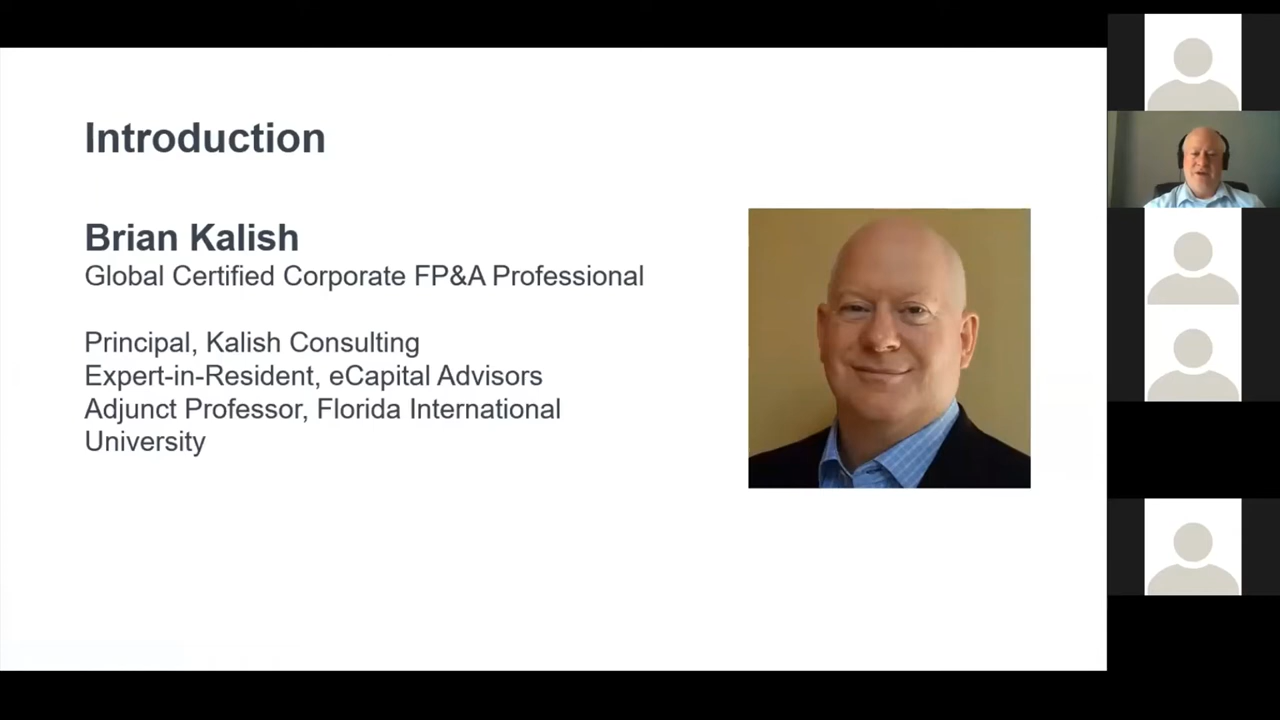 Introduction
Brian Kalish
Global Certified Corporate FP&A Professional
Principal, Kalish Consulting
Expert-in-Resident, eCapital Advisors
Adjunct Professor, Florida International
University